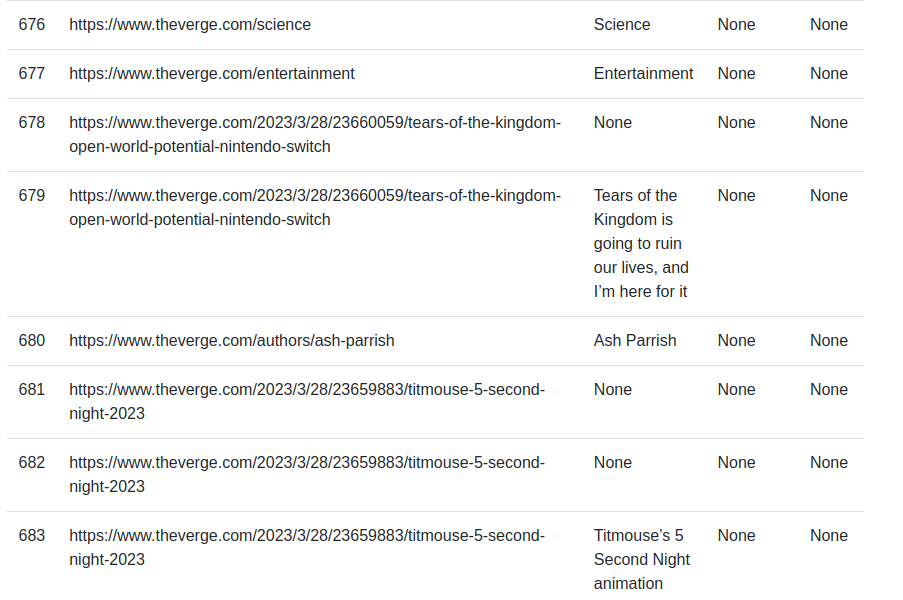 676 https://www.theverge.com/science Science None None
677 https://www.theverge.com/entertainment Entertainment None None
678 https://www.theverge.com/2023/3/28/23660059/tears-of-the-kingdom- None None None
open-world-potential-nintendo-switch
679 https://www.theverge.com/2023/3/28/23660059/tears-of-the-kingdom- Tears of the None None
open-world-potential-nintendo-switch Kingdom is
going to ruin
our lives, and
I’m here for it
680 https://www.theverge.com/authors/ash-parrish Ash Parrish None None
681 https://www.theverge.com/2023/3/28/23659883/titmouse-5-second- None None None
night-2023
682 https://www.theverge.com/2023/3/28/23659883/titmouse-5-second- None None None
night-2023
683 https://www.theverge.com/2023/3/28/23659883/titmouse-5-second- Titmouse’s 5 None None
night-2023 Second Night
animation